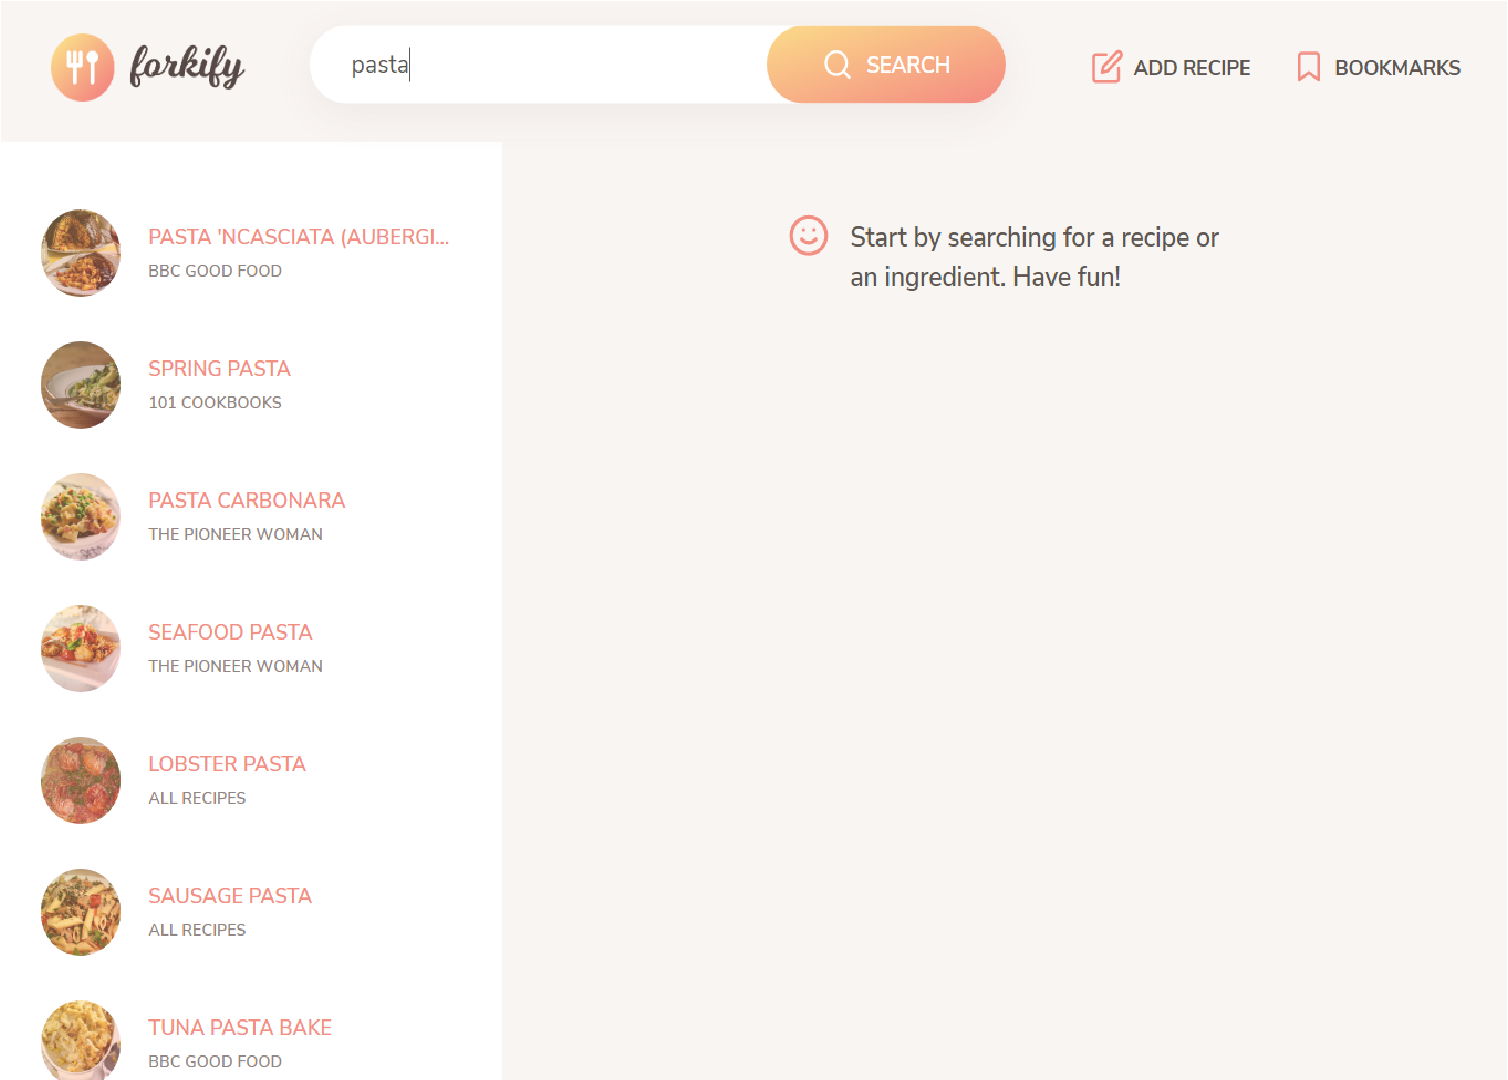 forkify
pasta
SEARCH
ADD RECIPE
BOOKMARKS
PASTA 'NCASCIATA (AUBERGI...
BBC GOOD FOOD
SPRING PASTA
101 COOKBOOKS
PASTA CARBONARA
THE PIONEER WOMAN
SEAFOOD PASTA
THE PIONEER WOMAN
LOBSTER PASTA
ALL RECIPES
SAUSAGE PASTA
ALL RECIPES
TUNA PASTA BAKE
BBC GOOD FOOD
Start by searching for a recipe or
an ingredient. Have fun!